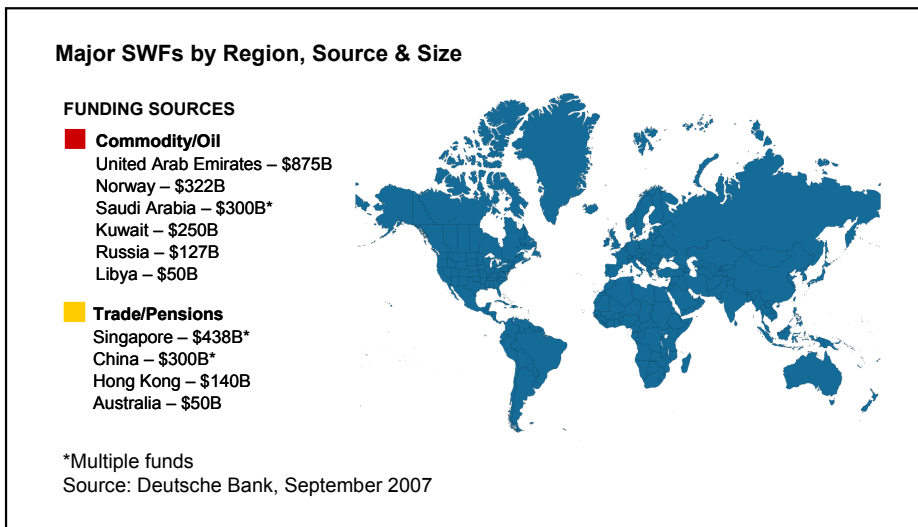 Major SWFs by Region, Source & Size
FUNDING SOURCES
Commodity/Oil
United Arab Emirates – $875B
Norway – $322B
Saudi Arabia – $300B*
Kuwait – $250B
Russia – $127B
Libya – $50B
Trade/Pensions
Singapore – $438B*
China – $300B*
Hong Kong – $140B
Australia – $50B
*Multiple funds
Source: Deutsche Bank, September 2007